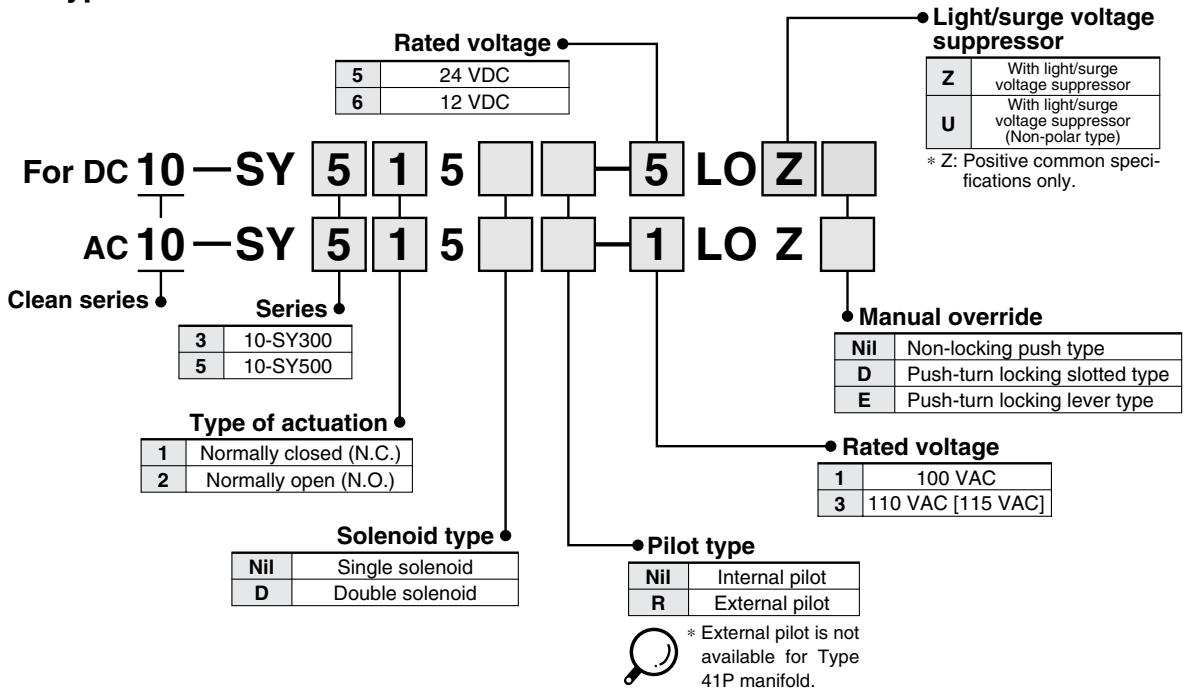 Rated voltage
5 24 VDC
6 12 VDC
Light/surge voltage
suppressor
Z With light/surge
voltage suppressor
U With light/surge
voltage suppressor
(Non-polar type)
* Z: Positive common speci-
fications only.
For DC 10—SY 5 1 5 —5 LO Z
AC 10—SY 5 1 5 —1 LO Z
Clean series
Series
3 10-SY300
5 10-SY500
Type of actuation
1 Normally closed (N.C.)
2 Normally open (N.O.)
Solenoid type
Nil Single solenoid
D Double solenoid
Manual override
Nil Non-locking push type
D Push-turn locking slotted type
E Push-turn locking lever type
Rated voltage
1 100 VAC
3 110 VAC [115 VAC]
Pilot type
Nil Internal pilot
R External pilot
* External pilot is not
available for Type
41P manifold.